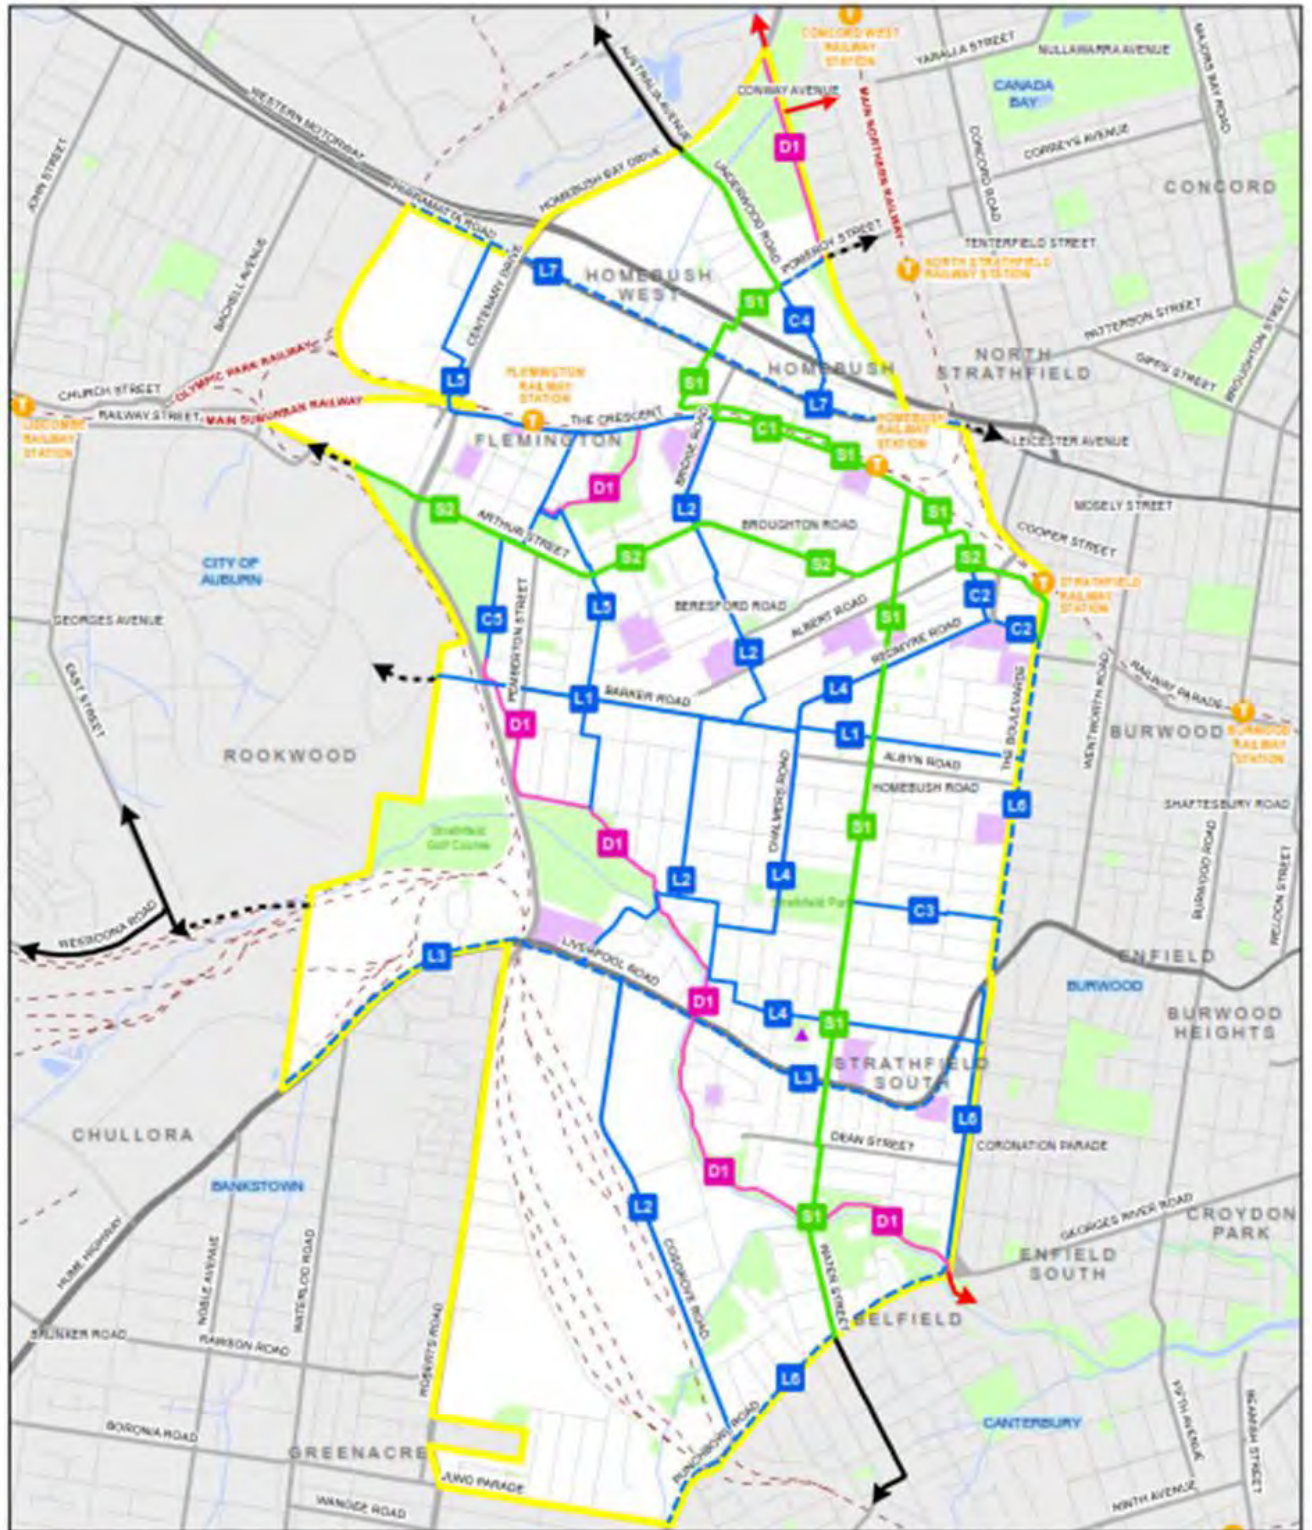 CONCORD WEST
RAILWAY
STATION
YARALLA STREET
NULLAWARRA AVENUE
MAJORS BAY ROAD
AUSTRALIA AVENUE
CANADA
BAY
CONWAY AVENUE
WESTERN MOTORWAY
MAIN NORTHERN RAILWAY
CONCORD ROAD
CORREYS AVENUE
D1
JOHN STREET
HOMEBUSH BAY DRIVE
UNDERWOOD ROAD
CONCORD
PARRAMATTA ROAD
POMEROY STREET
TENTERFIELD STREET
BACHELL AVENUE
CENTENARY DRIVE
L7
HOMEBUSH
WEST
NORTH STRATHFIELD
RAILWAY STATION
S1
C4
PATTERSON STREET
BROUGHTON STREET
OLYMPIC PARK RAILWAY
NORTH
STRATHFIELD
GIPPS STREET
HOMEBUSH
CHURCH STREET
L5
FLEMINGTON
RAILWAY
STATION
S1
L7
RAILWAY STREET
MAIN SUBURBAN RAILWAY
THE CRESCENT
HOMEBUSH
RAILWAY
STATION
LIDCOMBE
RAILWAY
STATION
FLEMINGTON
BRIDGE ROAD
C1
S1
LEICESTER AVENUE
D1
S2
L2
S1
MOSELY STREET
ARTHUR STREET
BROUGHTON ROAD
COOPER STREET
CITY OF
AUBURN
S2
S2
S2
STRATHFIELD
RAILWAY
STATION
C5
PEMBERTON STREET
L5
BERESFORD ROAD
ALBERT ROAD
S1
C2
C2
GEORGES AVENUE
L2
REDMYRE ROAD
EAST STREET
L1
BARKER ROAD
L4
THE BOULEVARDE
WENTWORTH ROAD
RAILWAY PARADE
D1
L1
BURWOOD
BURWOOD
RAILWAY
STATION
ROOKWOOD
ALBYN ROAD
CHALMERS ROAD
HOMEBUSH ROAD
L6
SHAFTESBURY ROAD
Strathfield
Golf Course
D1
S1
BURWOOD ROAD
L2
L4
Strathfield Park
C3
WELDON STREET
WEEROONA ROAD
L3
LIVERPOOL ROAD
ENFIELD
BURWOOD
D1
L4
S1
BURWOOD
HEIGHTS
STRATHFIELD
SOUTH
L3
CHULLORA
L6
DEAN STREET
CORONATION PARADE
BANKSTOWN
D1
L2
S1
D1
GEORGES RIVER ROAD
CROYDON
PARK
HUME HIGHWAY
NOBLE AVENUE
WATERLOO ROAD
COSGROVE ROAD
WATER STREET
ENFIELD
SOUTH
BELFIELD
BRUNKER ROAD
RAWSON ROAD
ROBERTS ROAD
L6
FIFTH AVENUE
BORONIA ROAD
GREENACRE
PUNCHBOWL ROAD
CANTERBURY
JUNO PARADE
WANGEE ROAD
NINTH AVENUE